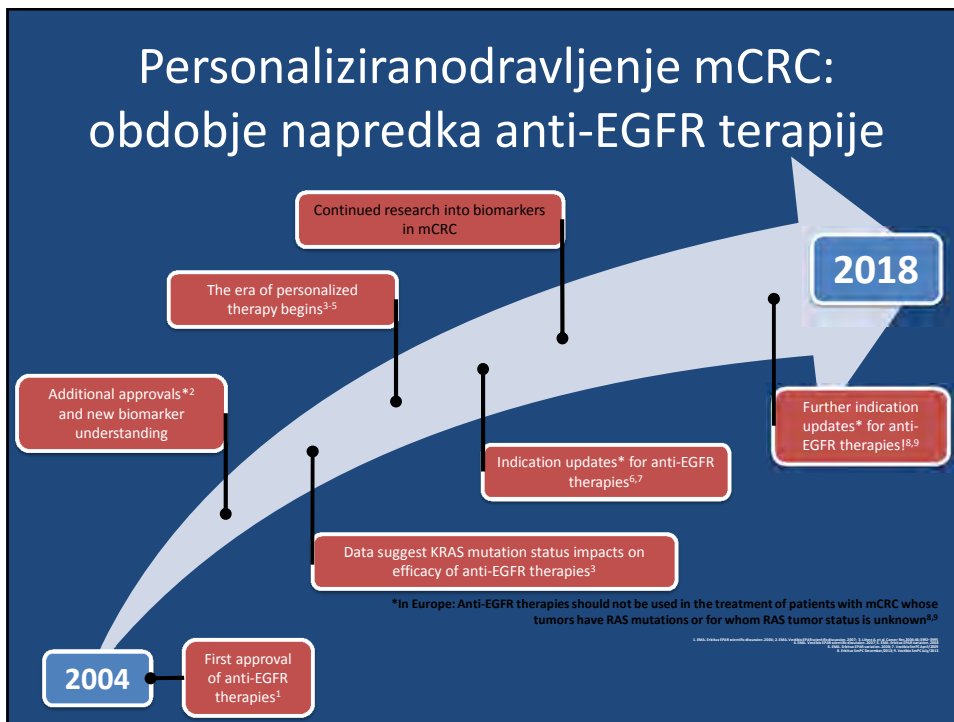 Personaliziranodravljenje mCRC:
obdobje napredka anti-EGFR terapije
Continued research into biomarkers
in mCRC
2018
The era of personalized
therapy begins3-5
Additional approvals*2
and new biomarker
understanding
Further indication
updates* for anti-
EGFR therapies!8,9
Indication updates* for anti-EGFR
therapies6,7
Data suggest KRAS mutation status impacts on
efficacy of anti-EGFR therapies3
*In Europe: Anti-EGFR therapies should not be used in the treatment of patients with mCRC whose
tumors have RAS mutations or for whom RAS tumor status is unknown8,9
2004
First approval
of anti-EGFR
therapies1